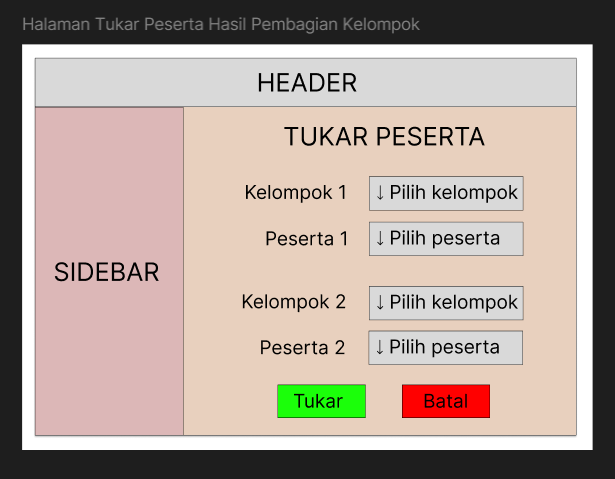 Halaman Tukar Peserta Hasil Pembagian Kelompok
HEADER
SIDEBAR
TUKAR PESERTA
Kelompok 1 ↓ Pilih kelompok
Peserta 1 ↓ Pilih peserta
Kelompok 2 ↓ Pilih kelompok
Peserta 2 ↓ Pilih peserta
Tukar Batal